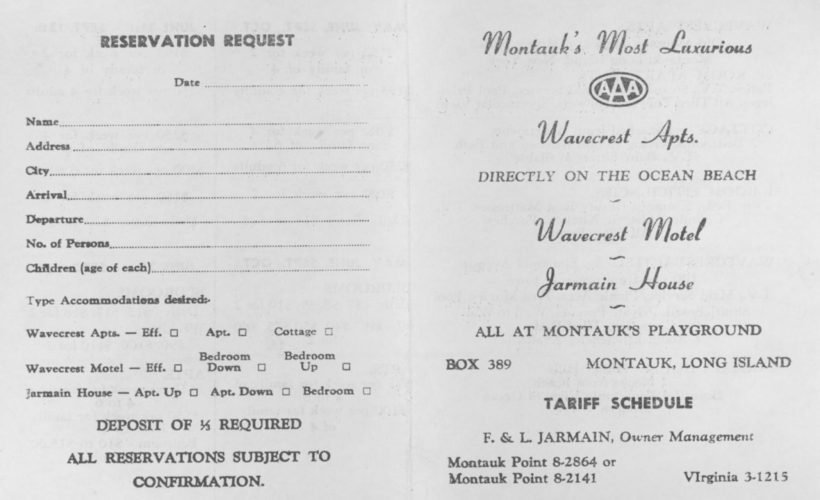 RESERVATION REQUEST
Date
Name
Address
City
Arrival
Departure
No. of Persons
Children (age of each)
Type Accommodations desired:
Wavecrest Apts. — Eff. □ Apt. □ Cottage □
Wavecrest Motel — Eff. □ Bedroom Down □ Bedroom Up □
Jarmain House — Apt. Up □ Apt. Down □ Bedroom □
DEPOSIT OF ⅓ REQUIRED
ALL RESERVATIONS SUBJECT TO
CONFIRMATION.
Montauk's Most Luxurious
AAA
Wavecrest Apts.
DIRECTLY ON THE OCEAN BEACH
Wavecrest Motel
Jarmain House
ALL AT MONTAUK'S PLAYGROUND
BOX 389 MONTAUK, LONG ISLAND
TARIFF SCHEDULE
F. & L. JARMAIN, Owner Management
Montauk Point 8-2864 or
Montauk Point 8-2141 VIrginia 3-1215